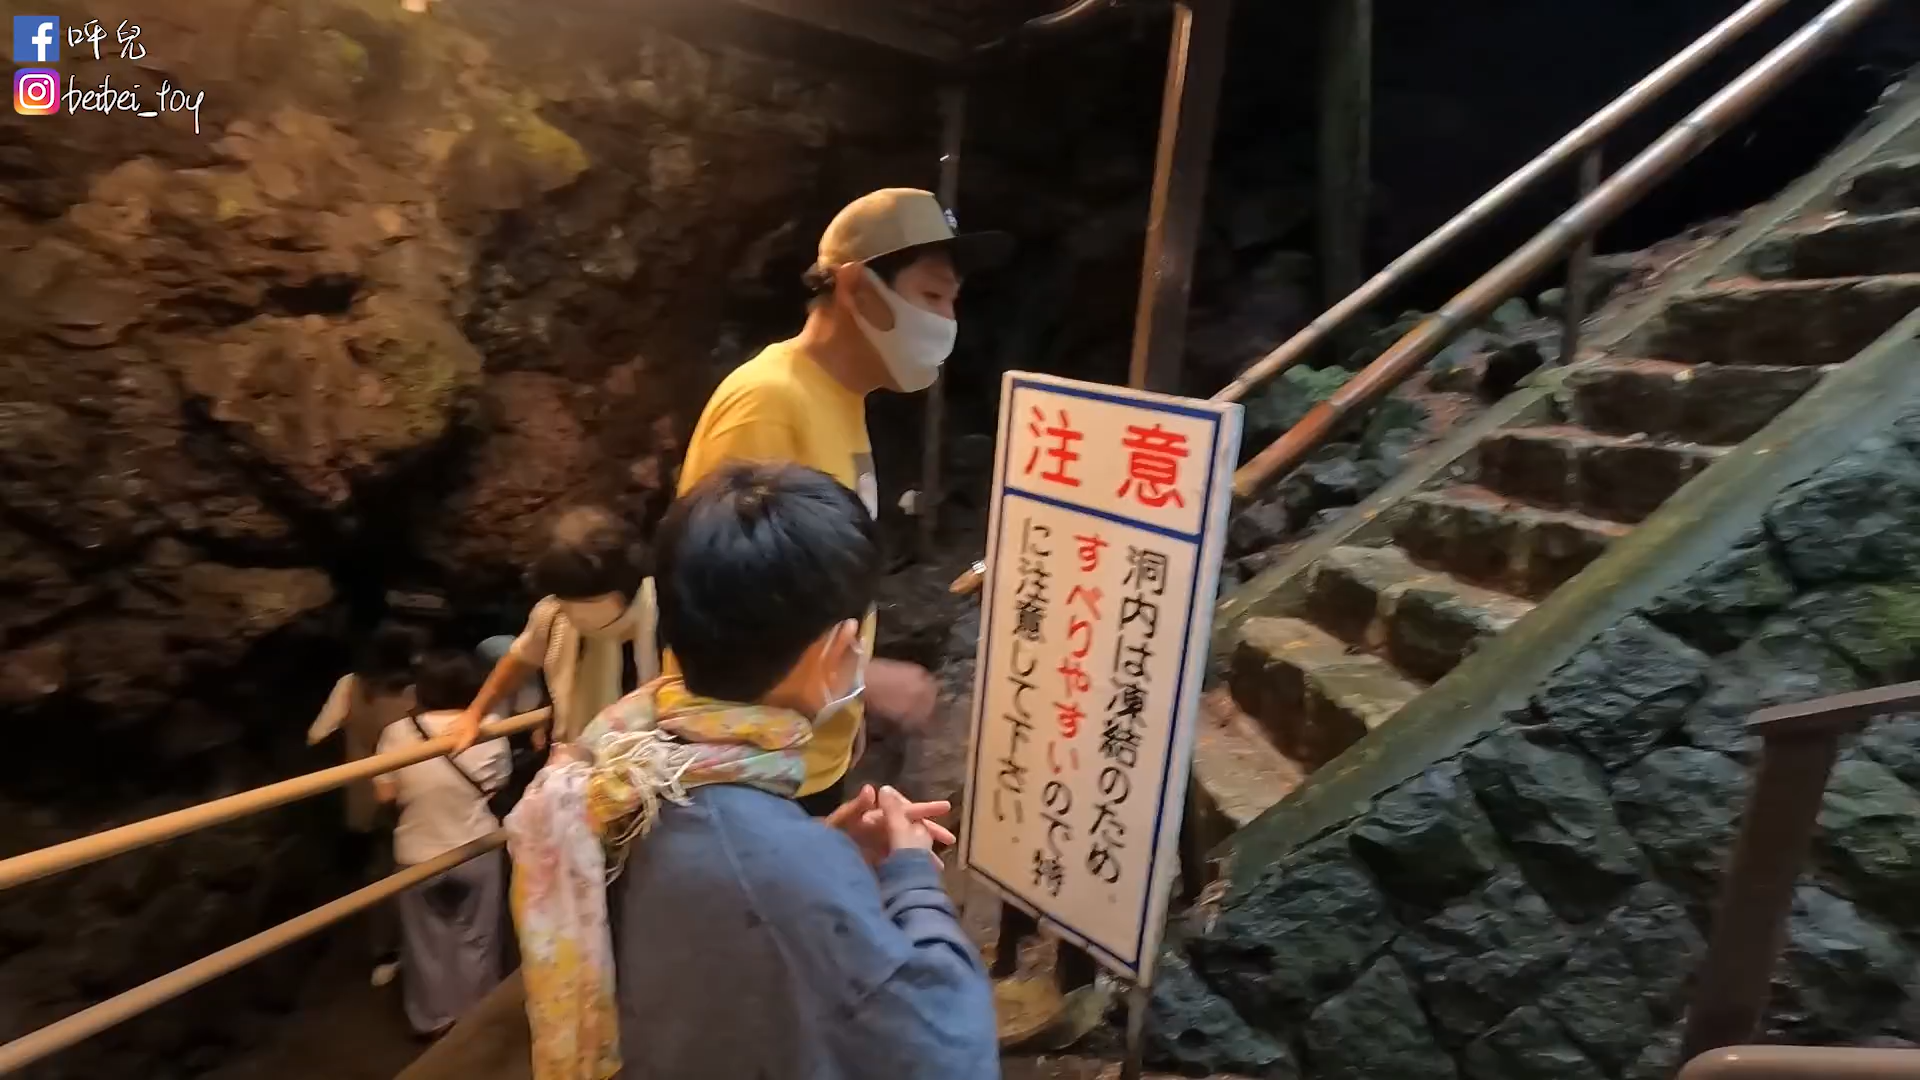 呼兒
beibei_toy
注意
洞内は凍結のため.
すべりやすいので特
に注意して下さい.